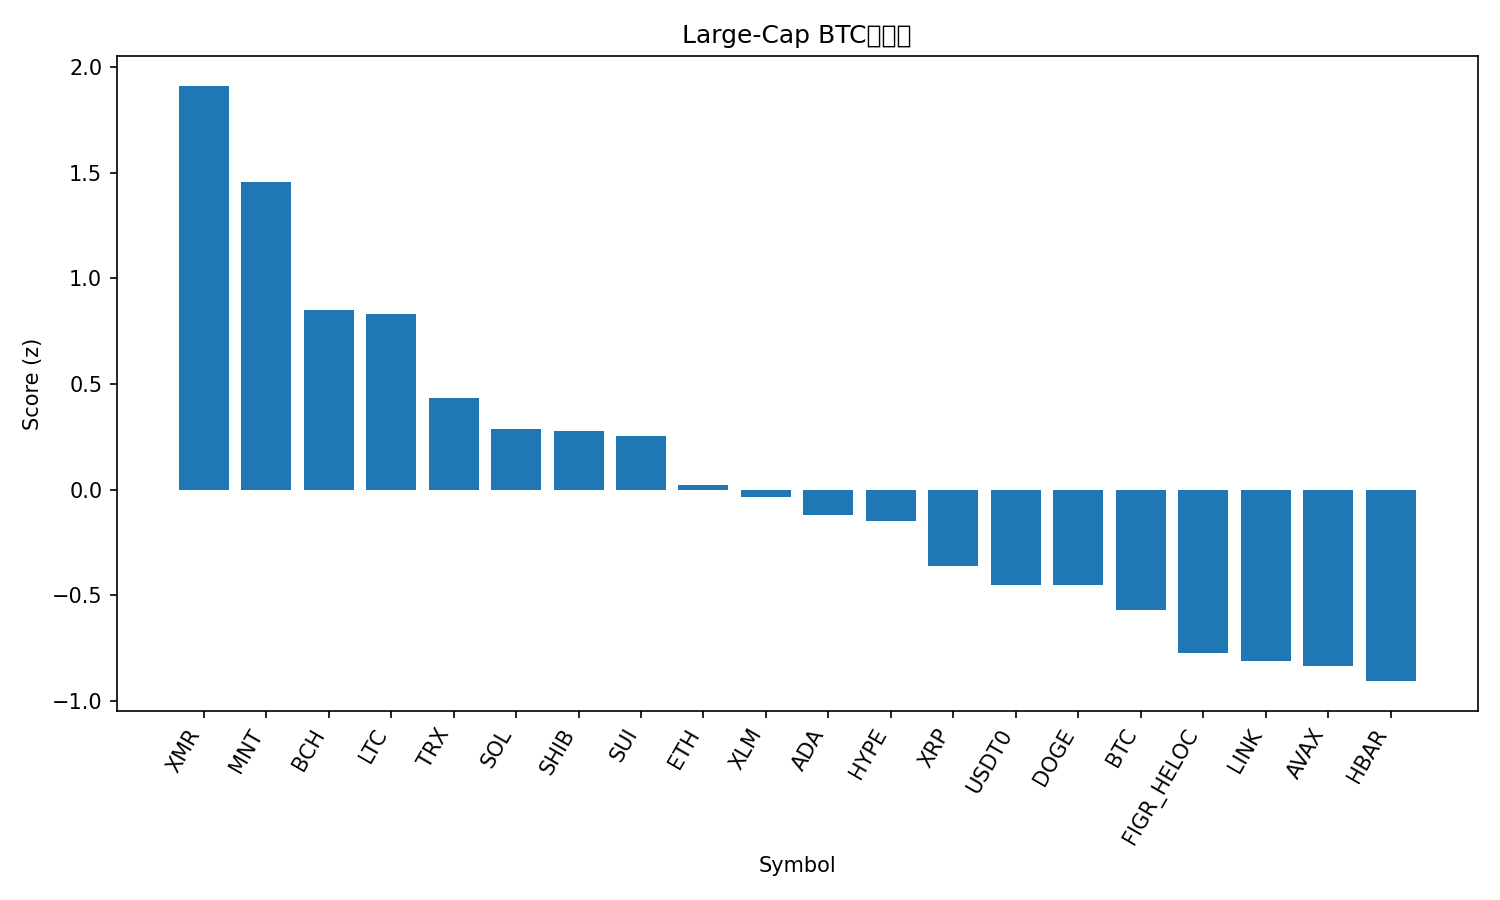 Large-Cap BTC
2.0
1.5
1.0
0.5
0.0
−0.5
−1.0
Score (z)
XMR
MNT
BCH
LTC
TRX
SOL
SHIB
SUI
ETH
XLM
ADA
HYPE
XRP
USDT0
DOGE
BTC
FIGR_HELOC
LINK
AVAX
HBAR
Symbol